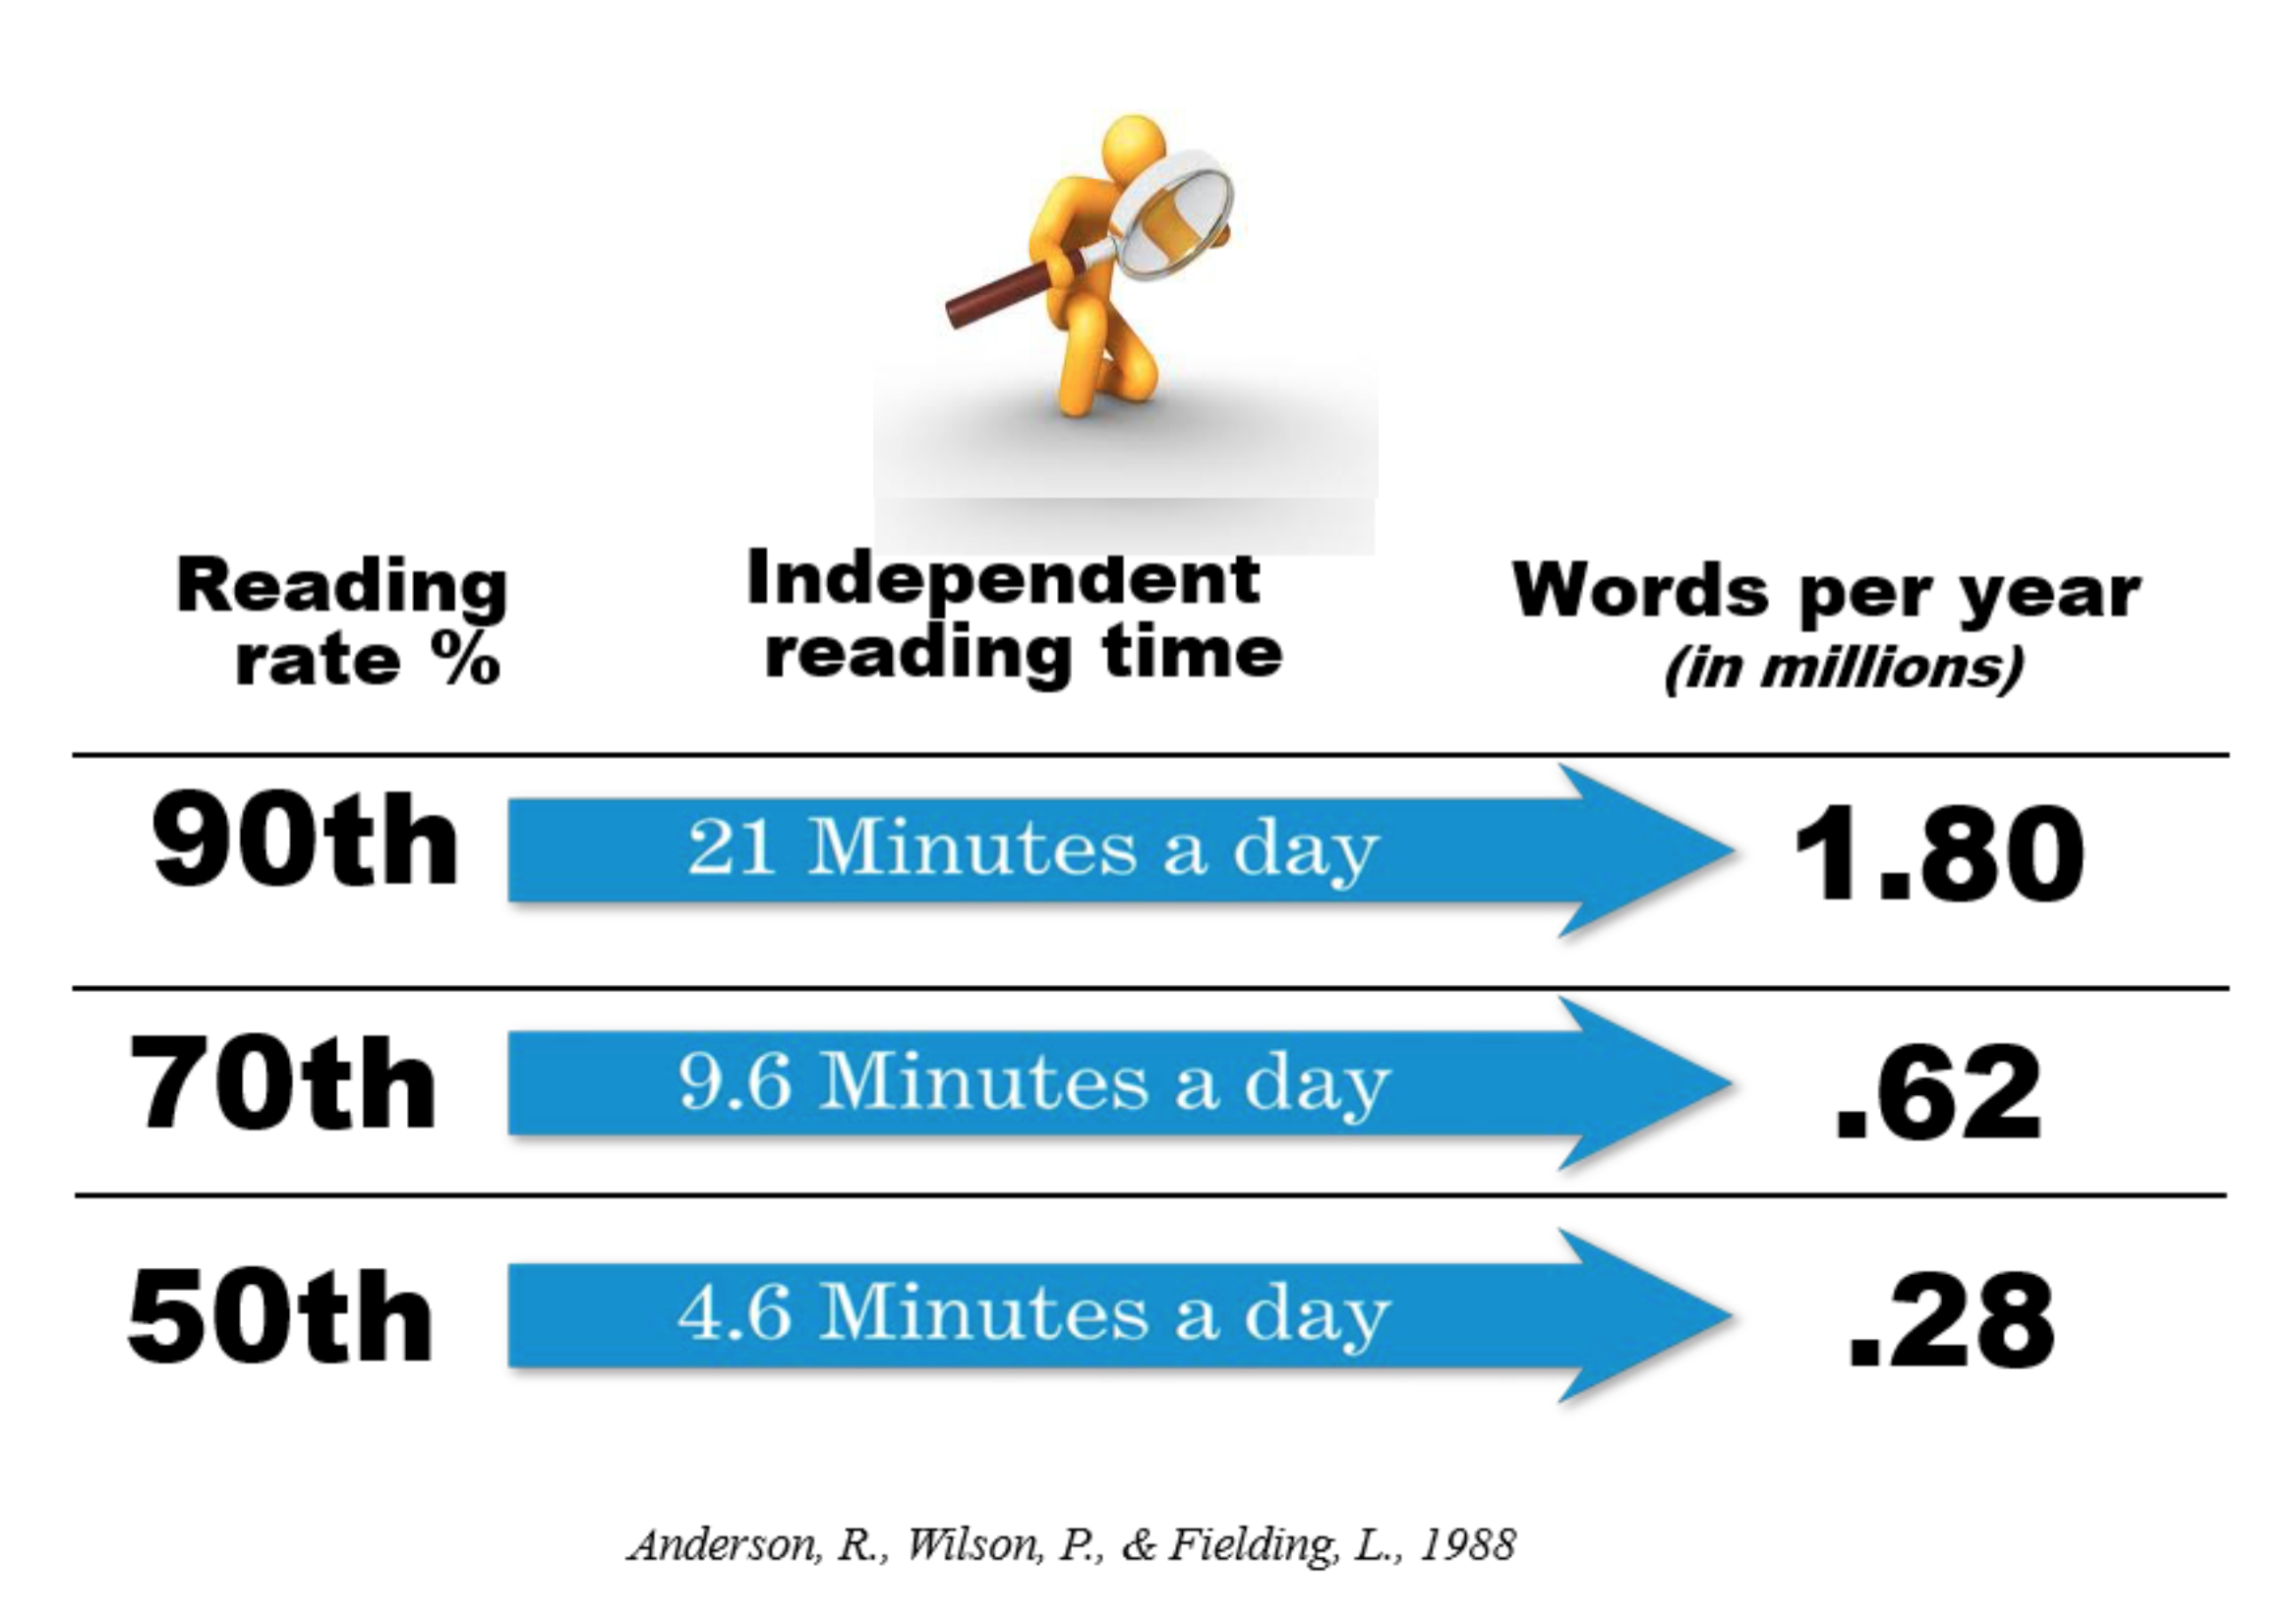 Reading
rate %
Independent
reading time
Words per year
(in millions)
90th
21 Minutes a day
1.80
70th
9.6 Minutes a day
.62
50th
4.6 Minutes a day
.28
Anderson, R., Wilson, P., & Fielding, L., 1988